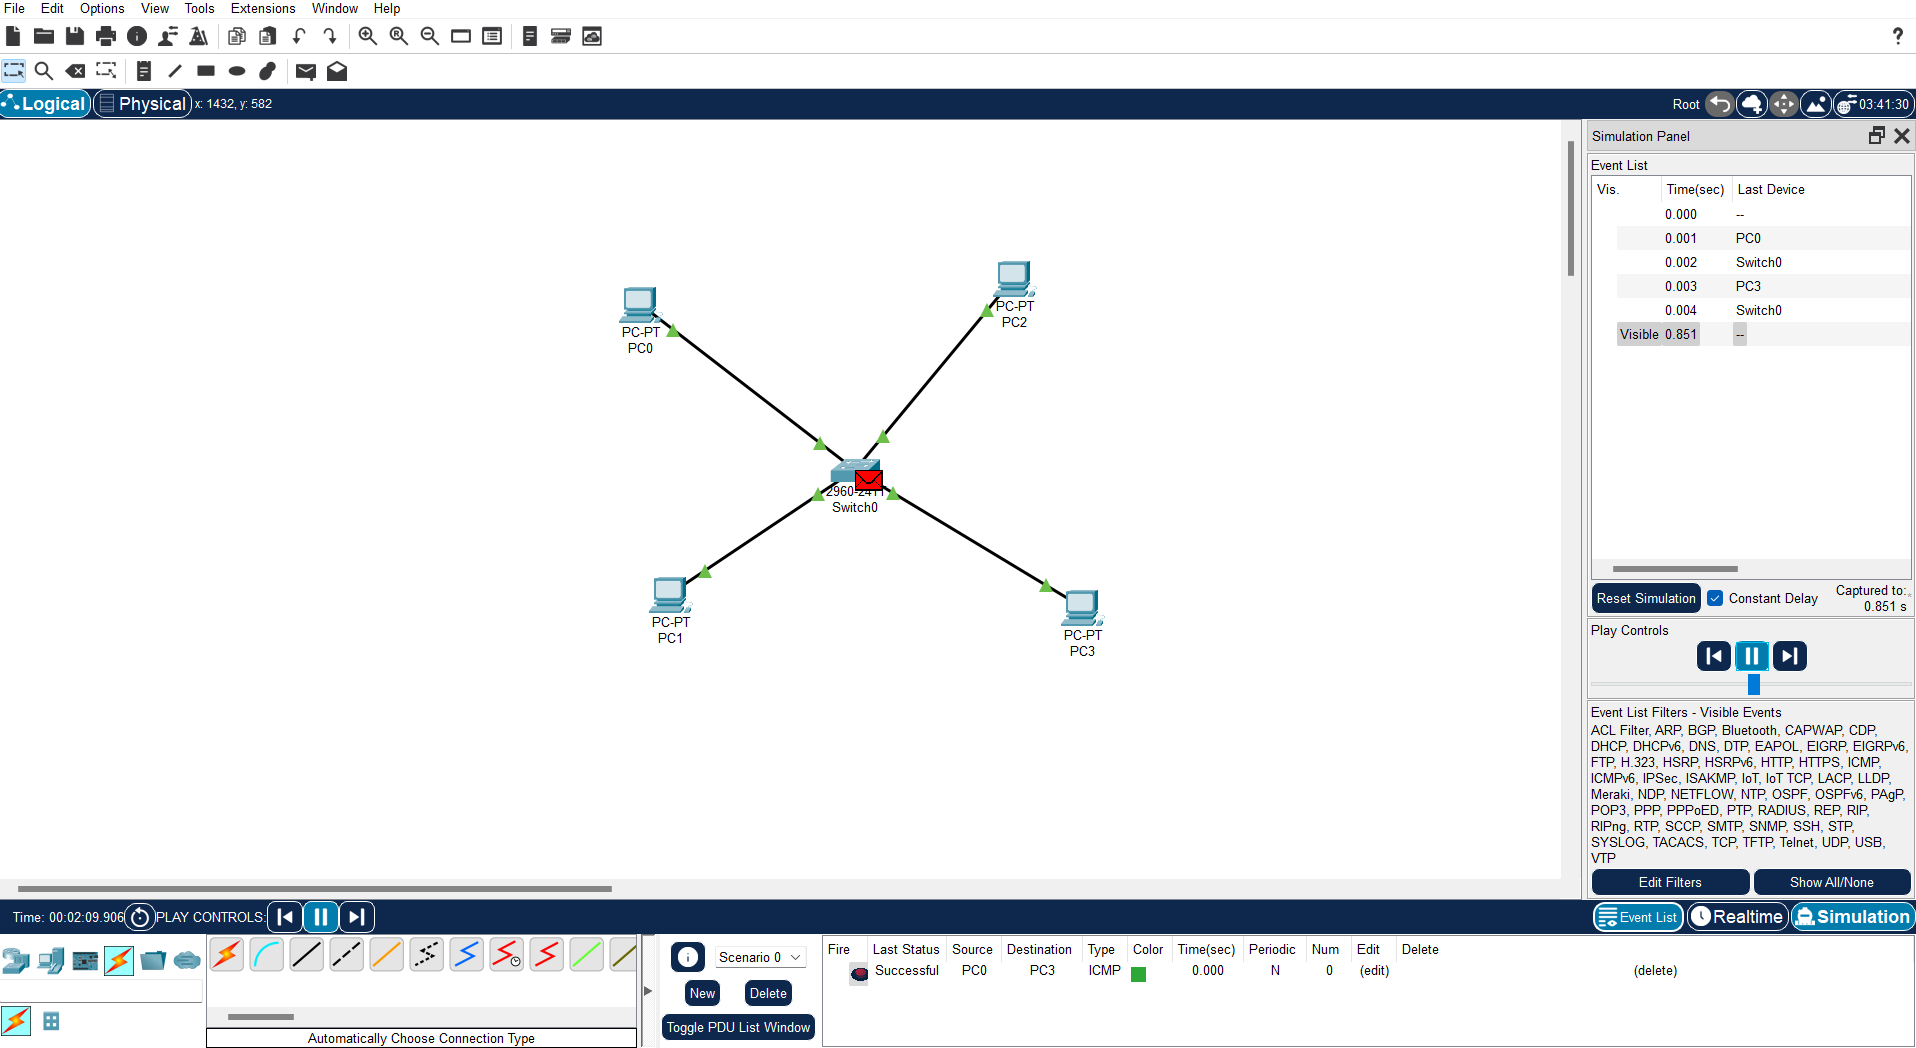 File Edit Options View Tools Extensions Window Help
?
Logical Physical x: 1432, y: 582
Root 03:41:30
Simulation Panel
Event List
Vis. Time(sec) Last Device
0.000 --
0.001 PC0
0.002 Switch0
0.003 PC3
0.004 Switch0
Visible 0.851 --
PC-PT
PC0
PC-PT
PC2
Switch0
PC-PT
PC1
PC-PT
PC3
Reset Simulation Constant Delay Captured to:*
0.851 s
Play Controls
Event List Filters - Visible Events
ACL Filter, ARP, BGP, Bluetooth, CAPWAP, CDP,
DHCP, DHCPv6, DNS, DTP, EAPOL, EIGRP, EIGRPv6,
FTP, H.323, HSRP, HSRPv6, HTTP, HTTPS, ICMP,
ICMPv6, IPSec, ISAKMP, IoT, IoT TCP, LACP, LLDP,
Meraki, NDP, NETFLOW, NTP, OSPF, OSPFv6, PAgP,
POP3, PPP, PPPoED, PTP, RADIUS, REP, RIP,
RIPng, RTP, SCCP, SMTP, SNMP, SSH, STP,
SYSLOG, TACACS, TCP, TFTP, Telnet, UDP, USB,
VTP
Edit Filters Show All/None
Time: 00:02:09.906 PLAY CONTROLS:
Event List Realtime Simulation
Scenario 0
New Delete
Toggle PDU List Window
Fire Last Status Source Destination Type Color Time(sec) Periodic Num Edit Delete
Successful PC0 PC3 ICMP 0.000 N 0 (edit) (delete)
Automatically Choose Connection Type